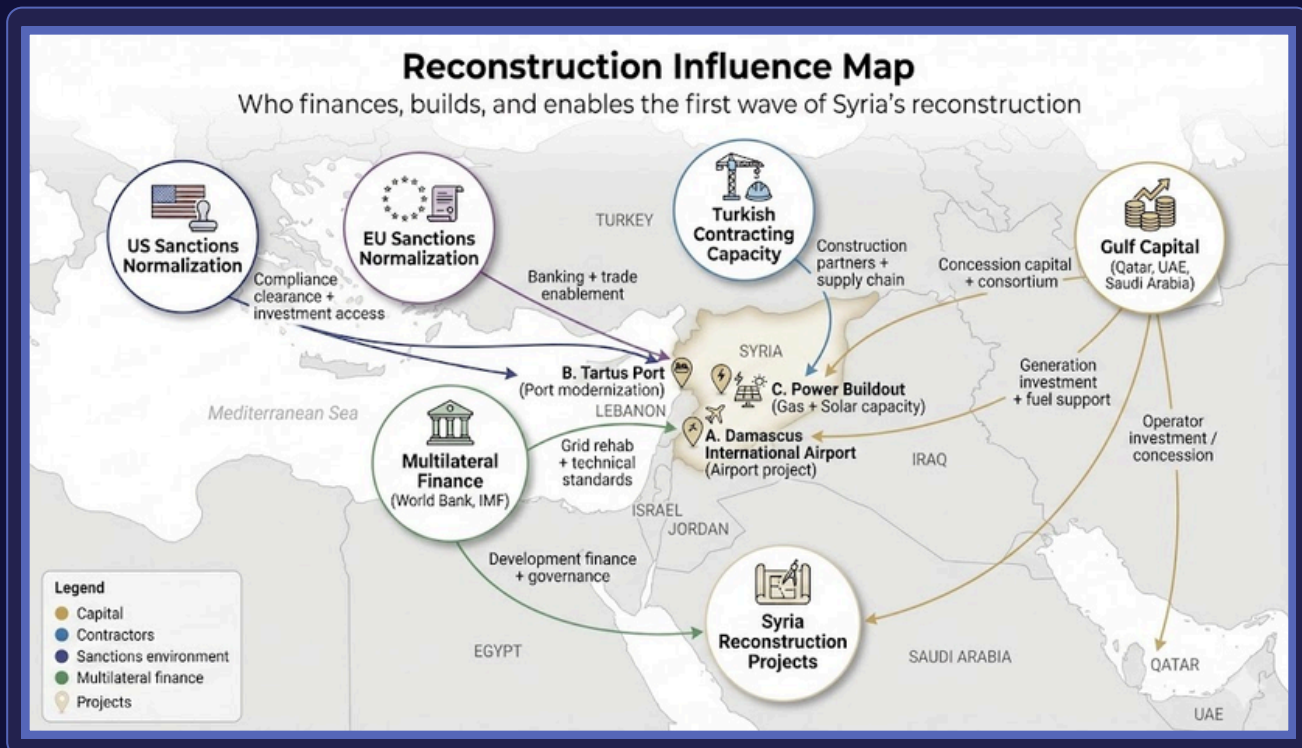 Reconstruction Influence Map
Who finances, builds, and enables the first wave of Syria's reconstruction
US Sanctions
Normalization
EU Sanctions
Normalization
Turkish
Contracting
Capacity
Gulf Capital
(Qatar, UAE,
Saudi Arabia)
TURKEY
Compliance
clearance +
investment access
Banking + trade
enablement
Construction
partners +
supply chain
Concession capital
+ consortium
SYRIA
B. Tartus Port
(Port modernization)
C. Power Buildout
(Gas + Solar capacity)
Generation
investment
+ fuel support
Mediterranean Sea
LEBANON
A. Damascus
International Airport
(Airport project)
Operator
investment /
concession
Multilateral
Finance
(World Bank, IMF)
Grid rehab
+ technical
standards
IRAQ
ISRAEL
JORDAN
Development finance
+ governance
Syria
Reconstruction
Projects
EGYPT
SAUDI ARABIA
QATAR
UAE
Legend
Capital
Contractors
Sanctions environment
Multilateral finance
Projects